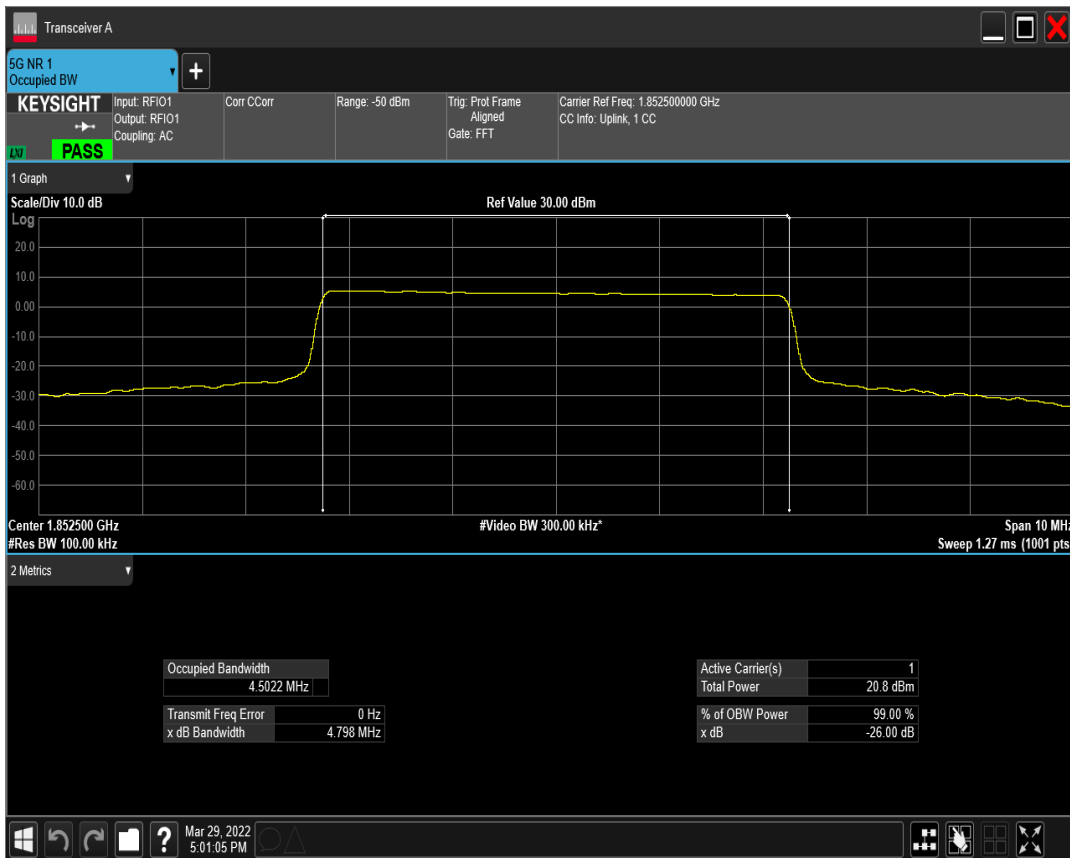 Transceiver A
5G NR 1
Occupied BW
+
KEYSIGHT
LXI
PASS
Input: RFIO1
Output: RFIO1
Coupling: AC
Corr CCorr
Range: -50 dBm
Trig: Prot Frame
Aligned
Gate: FFT
Carrier Ref Freq: 1.852500000 GHz
CC Info: Uplink, 1 CC
1 Graph
Scale/Div 10.0 dB
Ref Value 30.00 dBm
Log
20.0
10.0
0.00
-10.0
-20.0
-30.0
-40.0
-50.0
-60.0
Center 1.852500 GHz
#Video BW 300.00 kHz*
Span 10 MHz
#Res BW 100.00 kHz
Sweep 1.27 ms (1001 pts
2 Metrics
Occupied Bandwidth
4.5022 MHz
Transmit Freq Error 0 Hz
x dB Bandwidth 4.798 MHz
Active Carrier(s) 1
Total Power 20.8 dBm
% of OBW Power 99.00 %
x dB -26.00 dB
?
Mar 29, 2022
5:01:05 PM